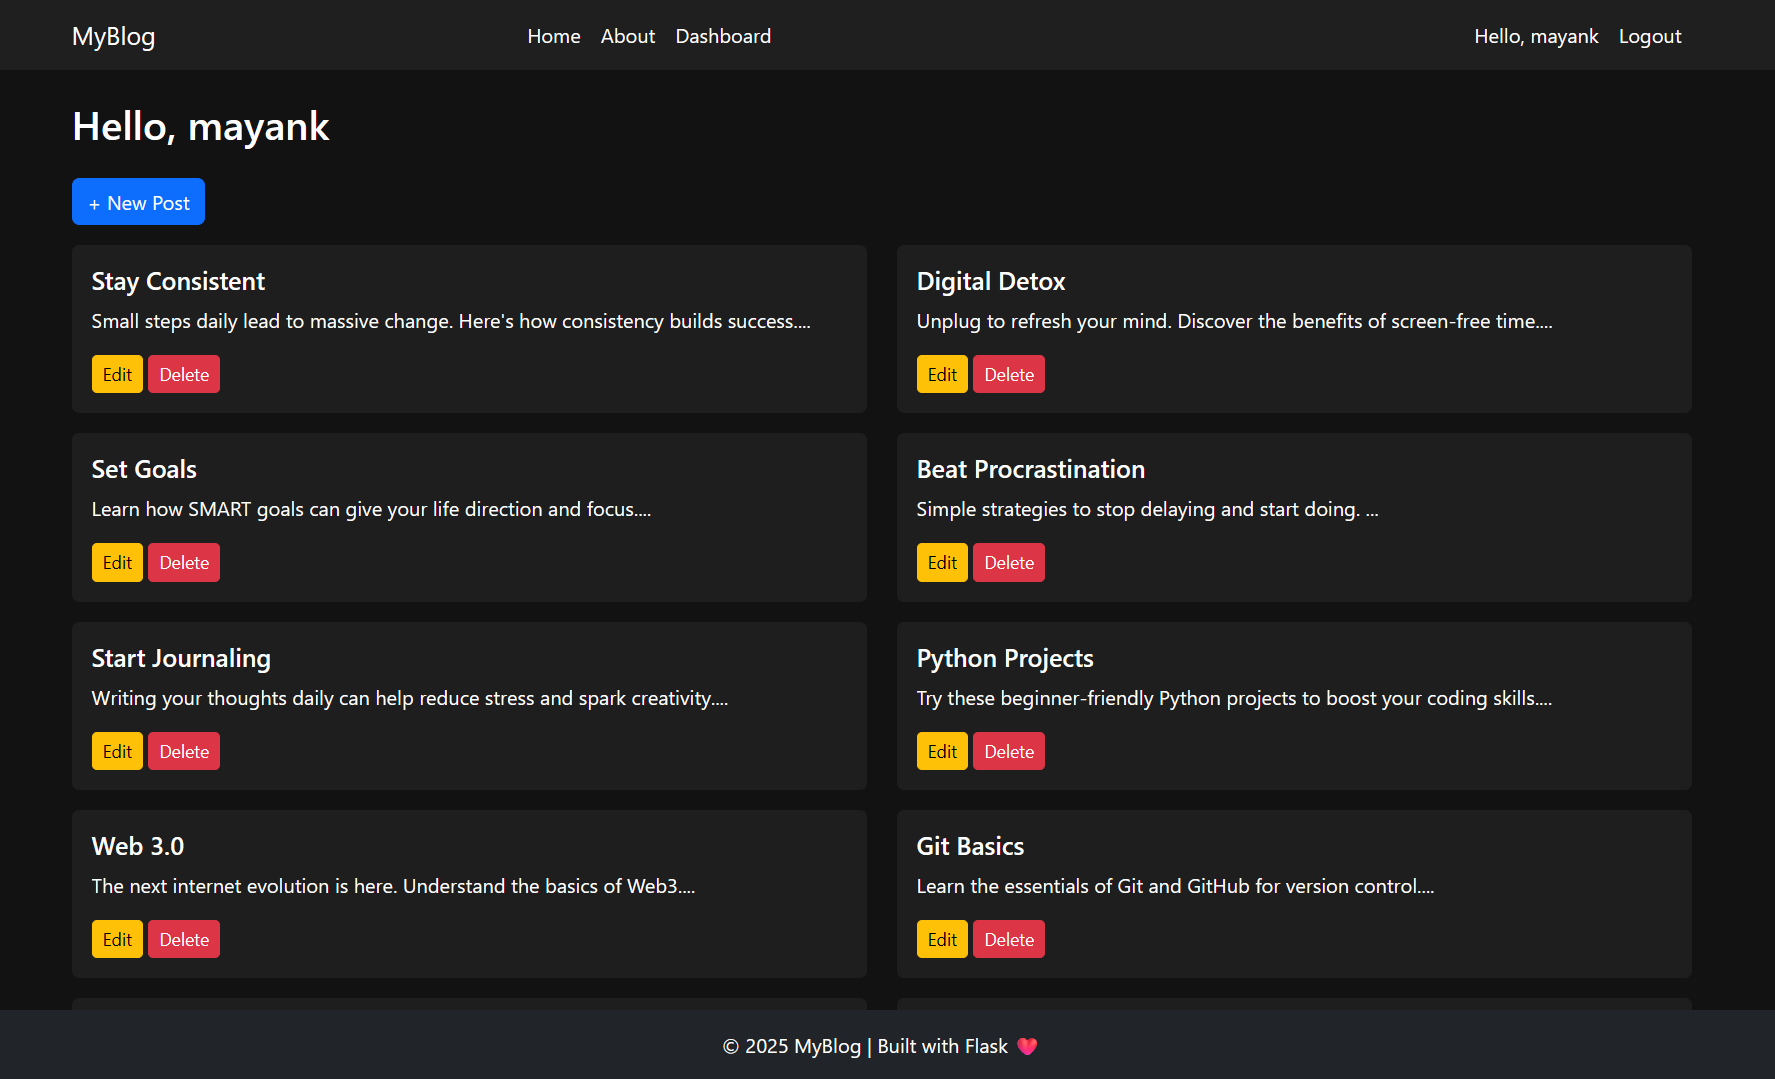 MyBlog Home About Dashboard Hello, mayank Logout
Hello, mayank
+ New Post
Stay Consistent
Small steps daily lead to massive change. Here's how consistency builds success....
Edit Delete
Digital Detox
Unplug to refresh your mind. Discover the benefits of screen-free time....
Edit Delete
Set Goals
Learn how SMART goals can give your life direction and focus....
Edit Delete
Beat Procrastination
Simple strategies to stop delaying and start doing. ...
Edit Delete
Start Journaling
Writing your thoughts daily can help reduce stress and spark creativity....
Edit Delete
Python Projects
Try these beginner-friendly Python projects to boost your coding skills....
Edit Delete
Web 3.0
The next internet evolution is here. Understand the basics of Web3....
Edit Delete
Git Basics
Learn the essentials of Git and GitHub for version control....
Edit Delete
© 2025 MyBlog | Built with Flask ❤️